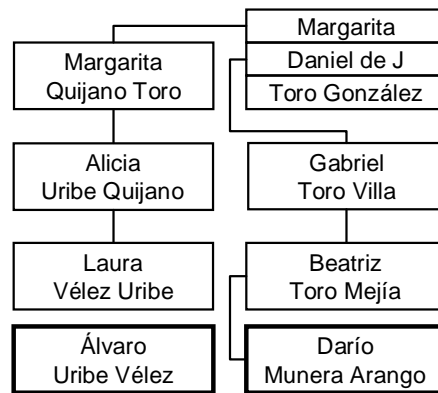 Margarita
Daniel de J
Toro González
Margarita
Quijano Toro
Alicia
Uribe Quijano
Gabriel
Toro Villa
Laura
Vélez Uribe
Beatriz
Toro Mejía
Álvaro
Uribe Vélez
Darío
Munera Arango